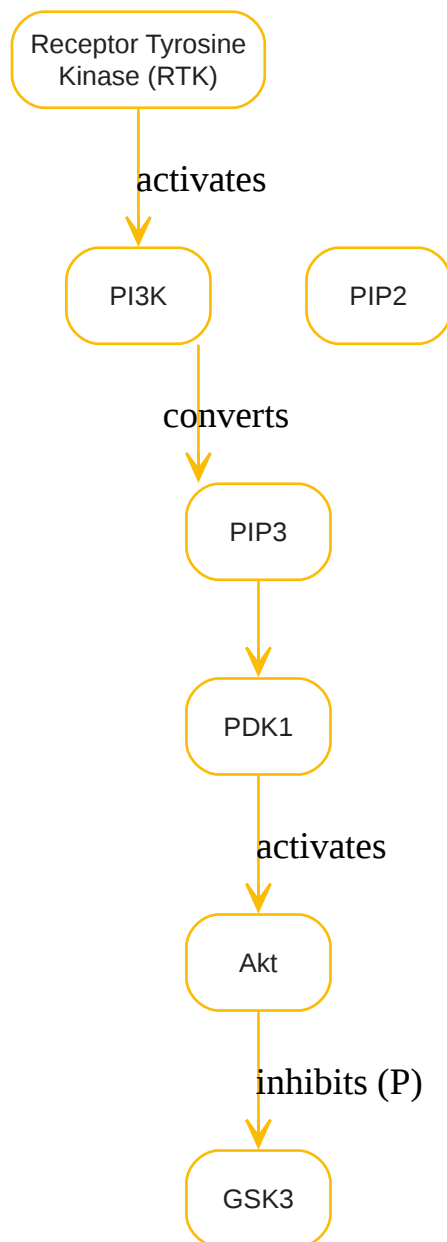 Receptor Tyrosine
Kinase (RTK)
activates
PI3K
PIP2
converts
PIP3
PDK1
activates
Akt
inhibits (P)
GSK3